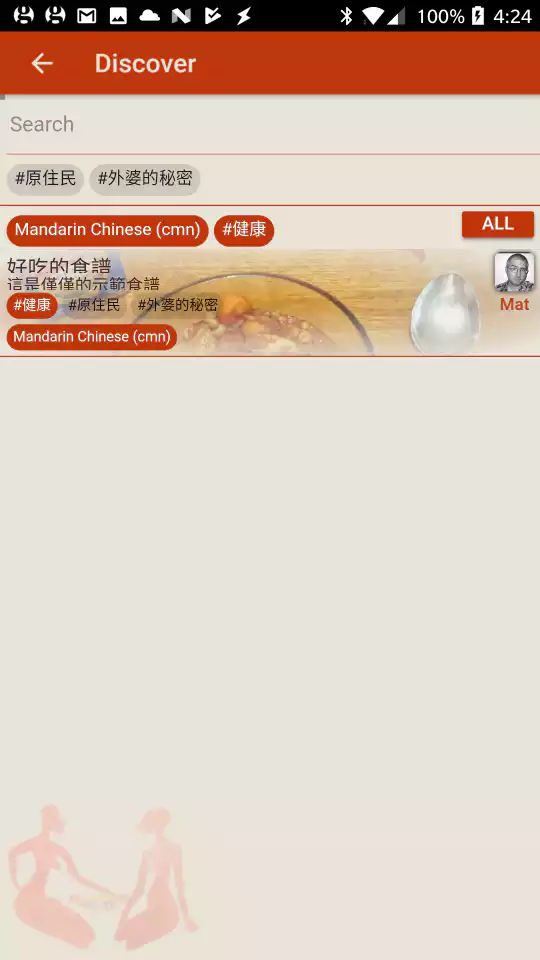 100% 4:24
Discover
Search
#原住民 #外婆的秘密
Mandarin Chinese (cmn) #健康 ALL
好吃的食譜
這是僅僅的示範食譜
#健康 #原住民 #外婆的秘密 Mat
Mandarin Chinese (cmn)